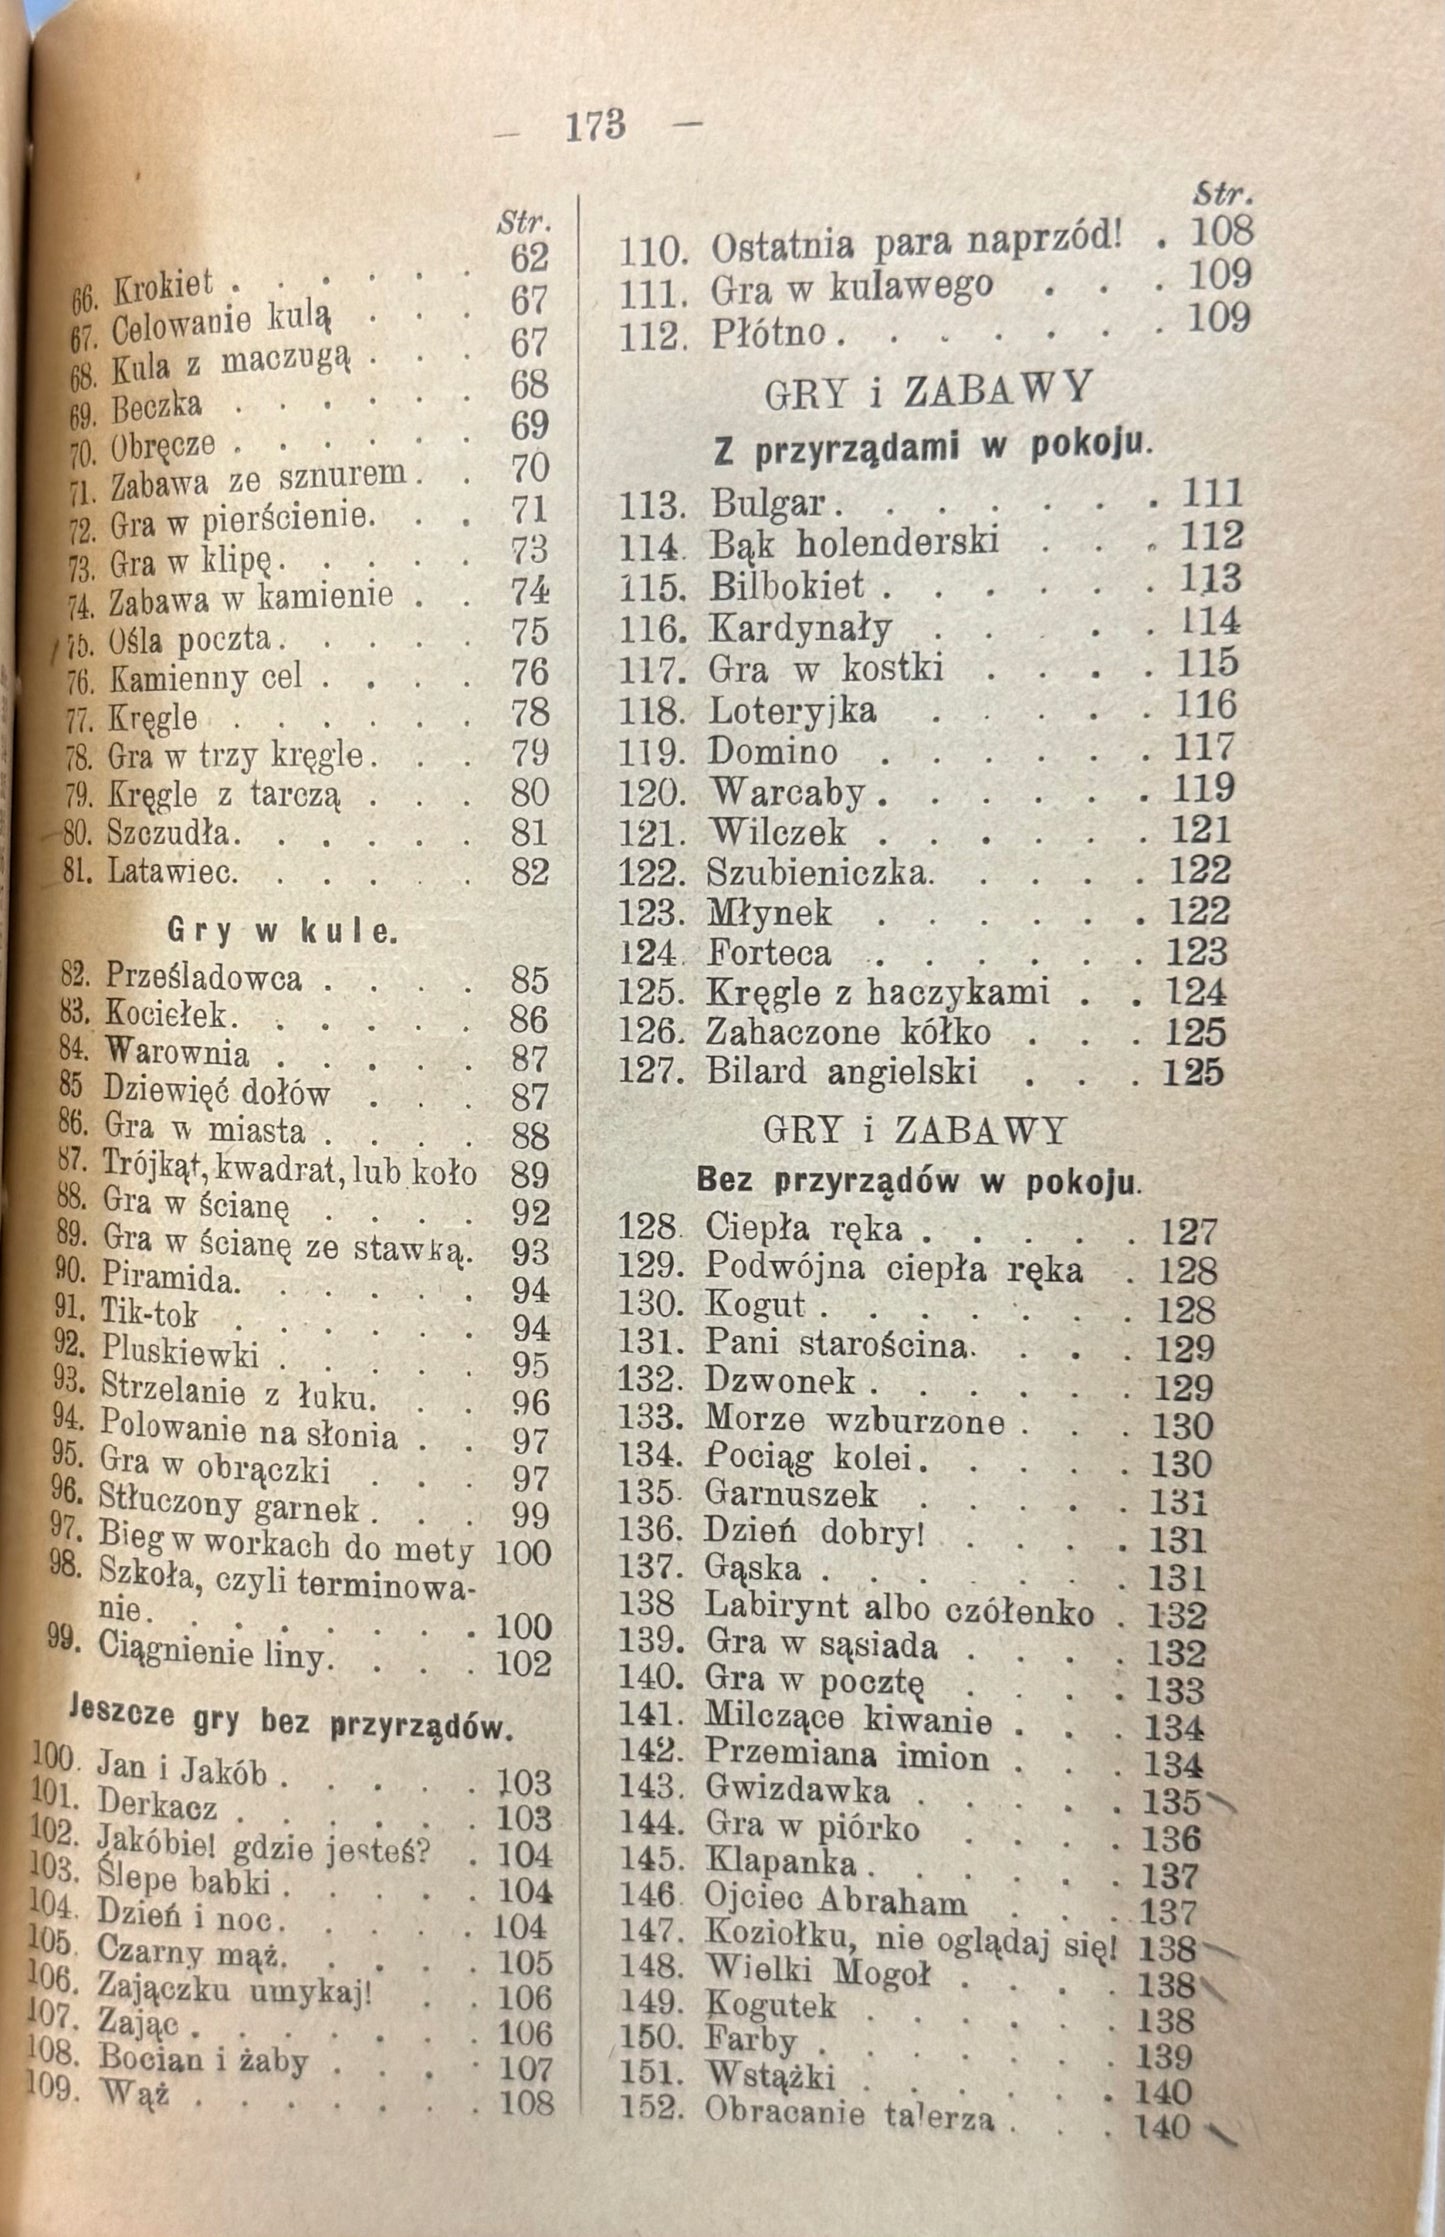 — 173 —
Str.
66. Krokiet . . . . . . 62
67. Celowanie kulą . . . 67
68. Kula z maczugą . . . 67
69. Beczka . . . . . . 68
70. Obręcze . . . . . . 69
71. Zabawa ze sznurem . . 70
72. Gra w pierścienie. . . 71
73. Gra w klipę. . . . . 73
74. Zabawa w kamienie . . 74
75. Ośla poczta. . . . . 75
76. Kamienny cel . . . . 76
77. Kręgle . . . . . . 78
78. Gra w trzy kręgle. . . 79
79. Kręgle z tarczą . . . 80
80. Szczudła. . . . . . 81
81. Latawiec. . . . . . 82
Gry w kule.
82. Prześladowca . . . . 85
83. Kociełek. . . . . . 86
84. Warownia . . . . . 87
85 Dziewięć dołów . . . 87
86. Gra w miasta . . . . 88
87. Trójkąt, kwadrat, lub koło 89
88. Gra w ścianę . . . . 92
89. Gra w ścianę ze stawką. 93
90. Piramida. . . . . . 94
91. Tik-tok . . . . . . 94
92. Pluskiewki . . . . . 95
93. Strzelanie z łuku. . . 96
94. Polowanie na słonia . . 97
95. Gra w obrączki . . . 97
96. Stłuczony garnek . . . 99
97. Bieg w workach do mety 100
98. Szkoła, czyli terminowa-
nie. . . . . . . . 100
99. Ciągnienie liny. . . . 102
Jeszcze gry bez przyrządów.
100. Jan i Jakób . . . . . 103
101. Derkacz . . . . . . 103
102. Jakóbie! gdzie jesteś? . 104
103. Ślepe babki . . . . . 104
104. Dzień i noc. . . . . 104
105. Czarny mąż. . . . . 105
106. Zajączku umykaj! . . 106
107. Zając . . . . . . . 106
108. Bocian i żaby . . . . 107
109. Wąż . . . . . . . 108
Str.
110. Ostatnia para naprzód! . 108
111. Gra w kulawego . . . 109
112. Płótno . . . . . . . 109
GRY i ZABAWY
Z przyrządami w pokoju.
113. Bulgar. . . . . . . 111
114. Bąk holenderski . . . 112
115. Bilbokiet . . . . . . 113
116. Kardynały . . . . . 114
117. Gra w kostki . . . . 115
118. Loteryjka . . . . . 116
119. Domino . . . . . . 117
120. Warcaby . . . . . . 119
121. Wilczek . . . . . . 121
122. Szubieniczka. . . . . 122
123. Młynek . . . . . . 122
124. Forteca . . . . . . 123
125. Kręgle z haczykami . . 124
126. Zahaczone kółko . . . 125
127. Bilard angielski . . . 125
GRY i ZABAWY
Bez przyrządów w pokoju.
128. Ciepła ręka . . . . . 127
129. Podwójna ciepła ręka . 128
130. Kogut . . . . . . . 128
131. Pani starościna. . . . 129
132. Dzwonek . . . . . . 129
133. Morze wzburzone . . . 130
134. Pociąg kolei. . . . . 130
135. Garnuszek . . . . . 131
136. Dzień dobry! . . . . 131
137. Gąska . . . . . . . 131
138 Labirynt albo czółenko . 132
139. Gra w sąsiada . . . . 132
140. Gra w pocztę . . . . 133
141. Milczące kiwanie . . . 134
142. Przemiana imion . . . 134
143. Gwizdawka . . . . . 135
144. Gra w piórko . . . . 136
145. Klapanka . . . . . . 137
146. Ojciec Abraham . . . 137
147. Koziołku, nie oglądaj się! 138
148. Wielki Mogoł . . . . 138
149. Kogutek . . . . . . 138
150. Farby . . . . . . . 139
151. Wstążki . . . . . . 140
152. Obracanie talerza . . . 140